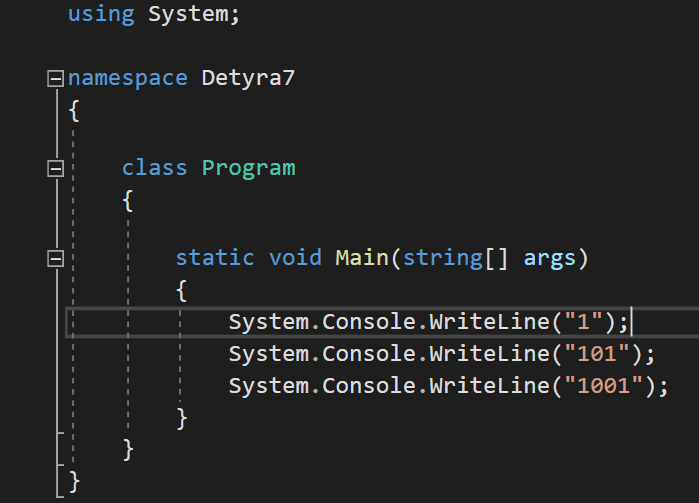 using System;
namespace Detyra7
{
class Program
{
static void Main(string[] args)
{
System.Console.WriteLine("1");
System.Console.WriteLine("101");
System.Console.WriteLine("1001");
}
}
}